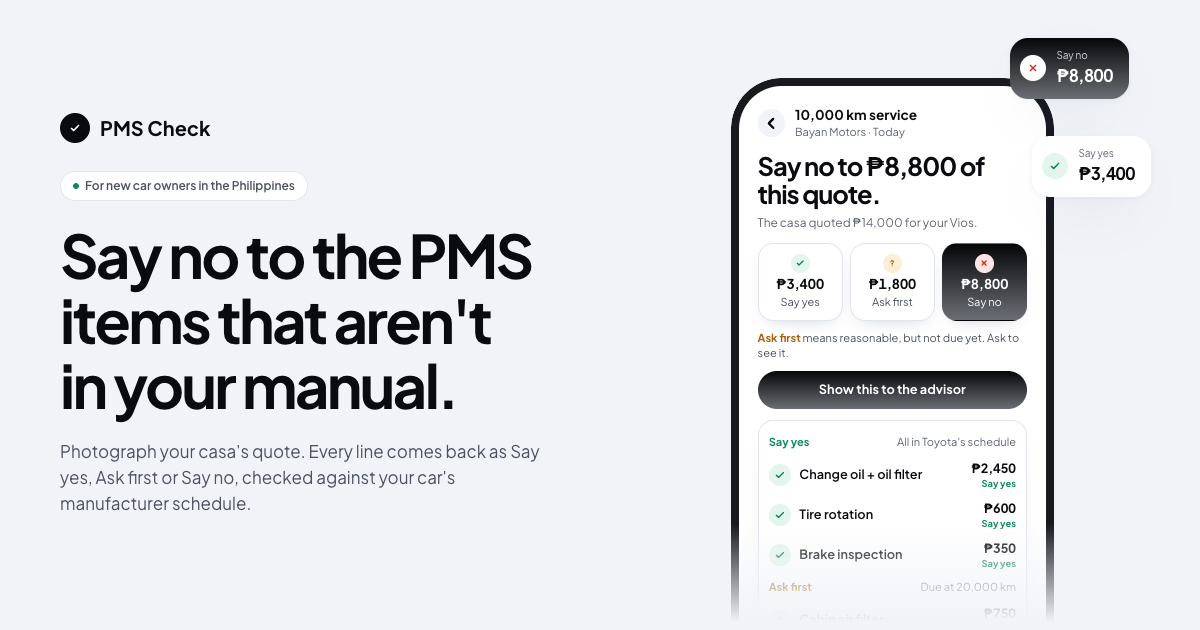 PMS Check
For new car owners in the Philippines
Say no to the PMS
items that aren't
in your manual.
Photograph your casa's quote. Every line comes back as Say
yes, Ask first or Say no, checked against your car's
manufacturer schedule.
Say no
₱8,800
Say yes
₱3,400
10,000 km service
Bayan Motors · Today
Say no to ₱8,800 of
this quote.
The casa quoted ₱14,000 for your Vios.
₱3,400
Say yes
?
₱1,800
Ask first
₱8,800
Say no
Ask first means reasonable, but not due yet. Ask to
see it.
Show this to the advisor
Say yes
All in Toyota's schedule
Change oil + oil filter
₱2,450
Say yes
Tire rotation
₱600
Say yes
Brake inspection
₱350
Say yes
Ask first
Due at 20,000 km
Cabin air filter
₱750